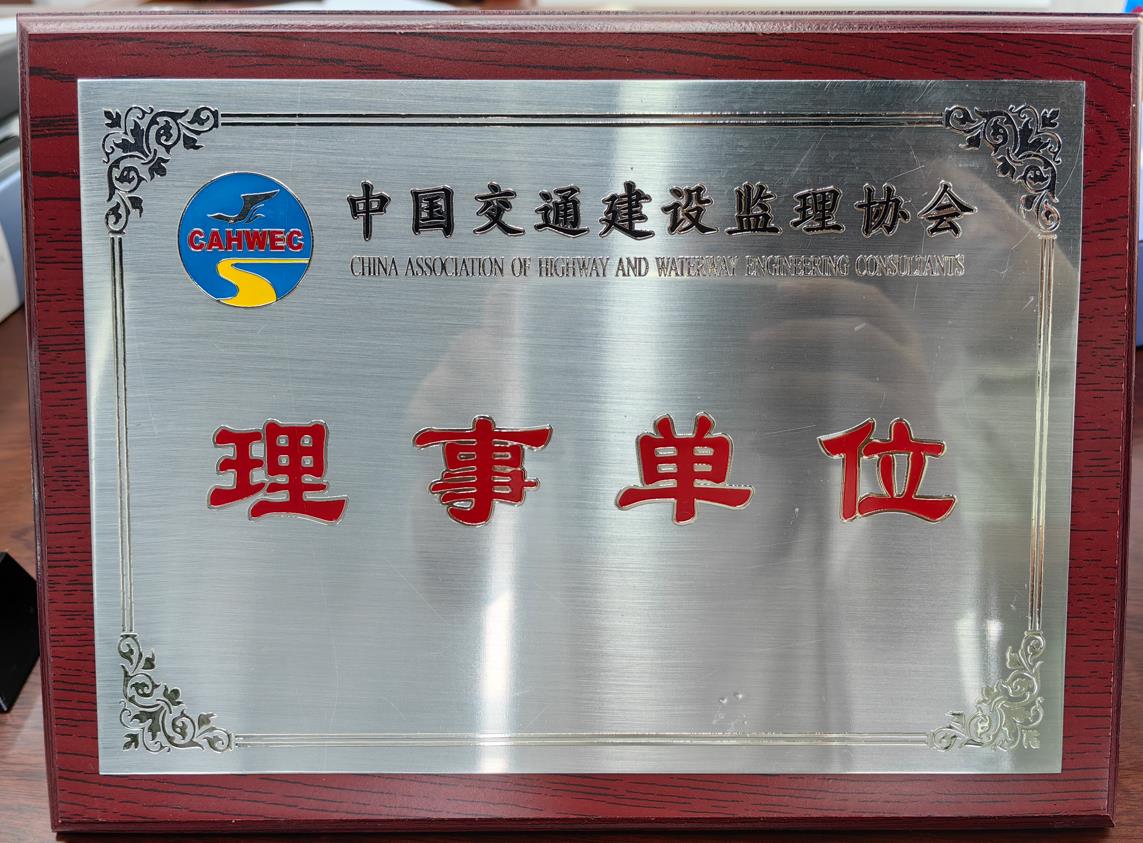 CAHWEC
中国交通建设监理协会
CHINA ASSOCIATION OF HIGHWAY AND WATERWAY ENGINEERING CONSULTANTS
理事单位